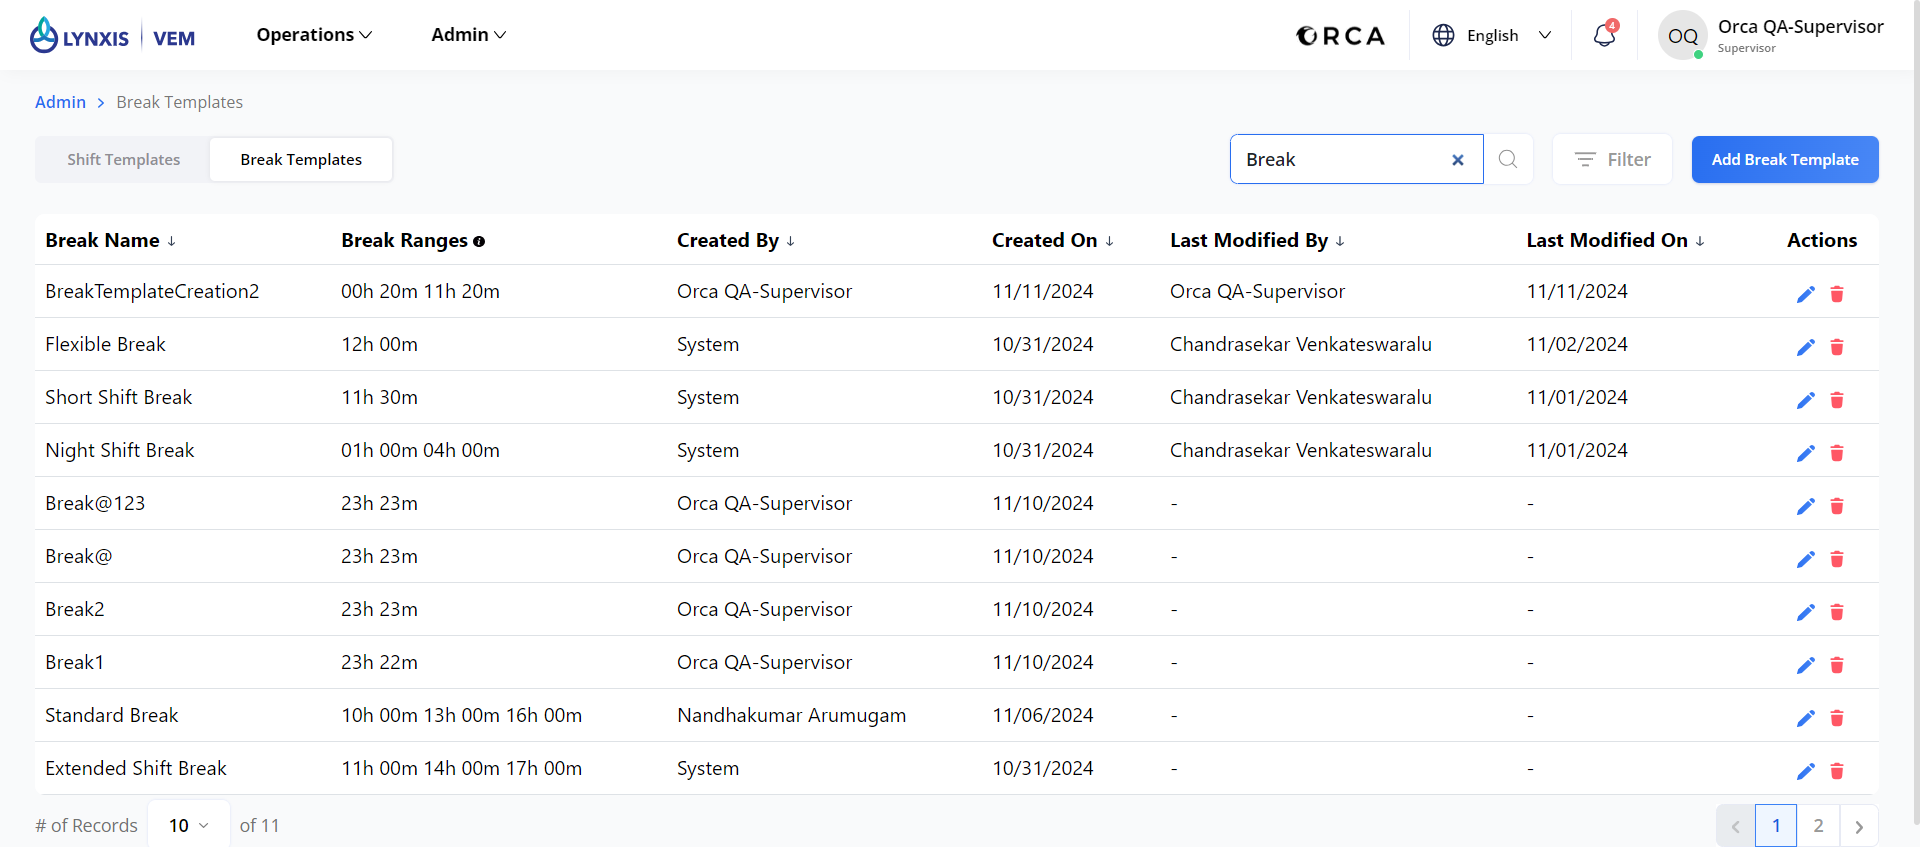 LYNXIS VEM Operations Admin ORCA English 4 OQ Orca QA-Supervisor
Supervisor
Admin > Break Templates
Shift Templates Break Templates Break × Filter Add Break Template
Break Name ↓ Break Ranges Created By ↓ Created On ↓ Last Modified By ↓ Last Modified On ↓ Actions
BreakTemplateCreation2 00h 20m 11h 20m Orca QA-Supervisor 11/11/2024 Orca QA-Supervisor 11/11/2024
Flexible Break 12h 00m System 10/31/2024 Chandrasekar Venkateswaralu 11/02/2024
Short Shift Break 11h 30m System 10/31/2024 Chandrasekar Venkateswaralu 11/01/2024
Night Shift Break 01h 00m 04h 00m System 10/31/2024 Chandrasekar Venkateswaralu 11/01/2024
Break@123 23h 23m Orca QA-Supervisor 11/10/2024 - -
Break@ 23h 23m Orca QA-Supervisor 11/10/2024 - -
Break2 23h 23m Orca QA-Supervisor 11/10/2024 - -
Break1 23h 22m Orca QA-Supervisor 11/10/2024 - -
Standard Break 10h 00m 13h 00m 16h 00m Nandhakumar Arumugam 11/06/2024 - -
Extended Shift Break 11h 00m 14h 00m 17h 00m System 10/31/2024 - -
# of Records 10 of 11 < 1 2 >